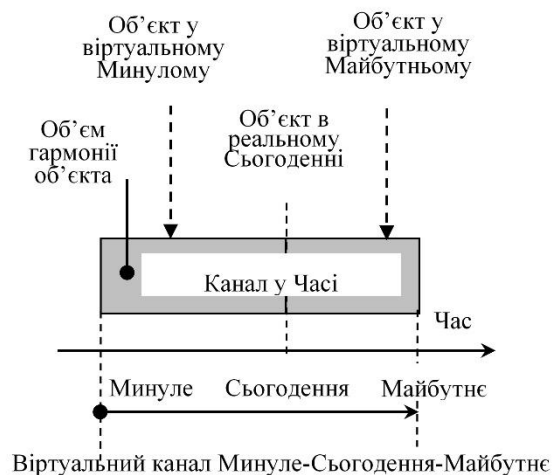 Об’єкт у
віртуальному
Минулому
Об’єкт у
віртуальному
Майбутньому
Об’єм
гармонії
об’єкта
Об’єкт в
реальному
Сьогоденні
Канал у Часі
Час
Минуле Сьогодення Майбутнє
Віртуальний канал Минуле-Сьогодення-Майбутнє